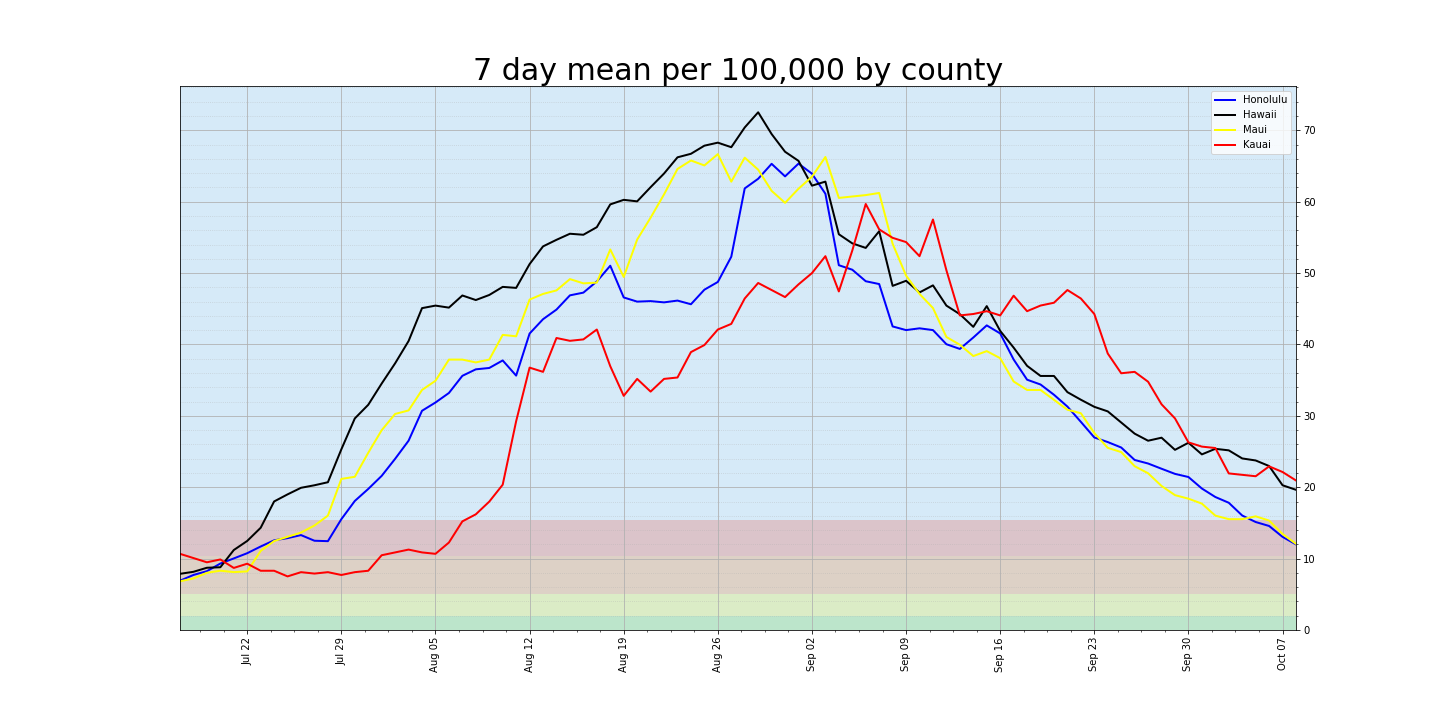 7 day mean per 100,000 by county
Honolulu
Hawaii
Maui
Kauai
70
60
50
40
30
20
10
0
Jul 22
Jul 29
Aug 05
Aug 12
Aug 19
Aug 26
Sep 02
Sep 09
Sep 16
Sep 23
Sep 30
Oct 07